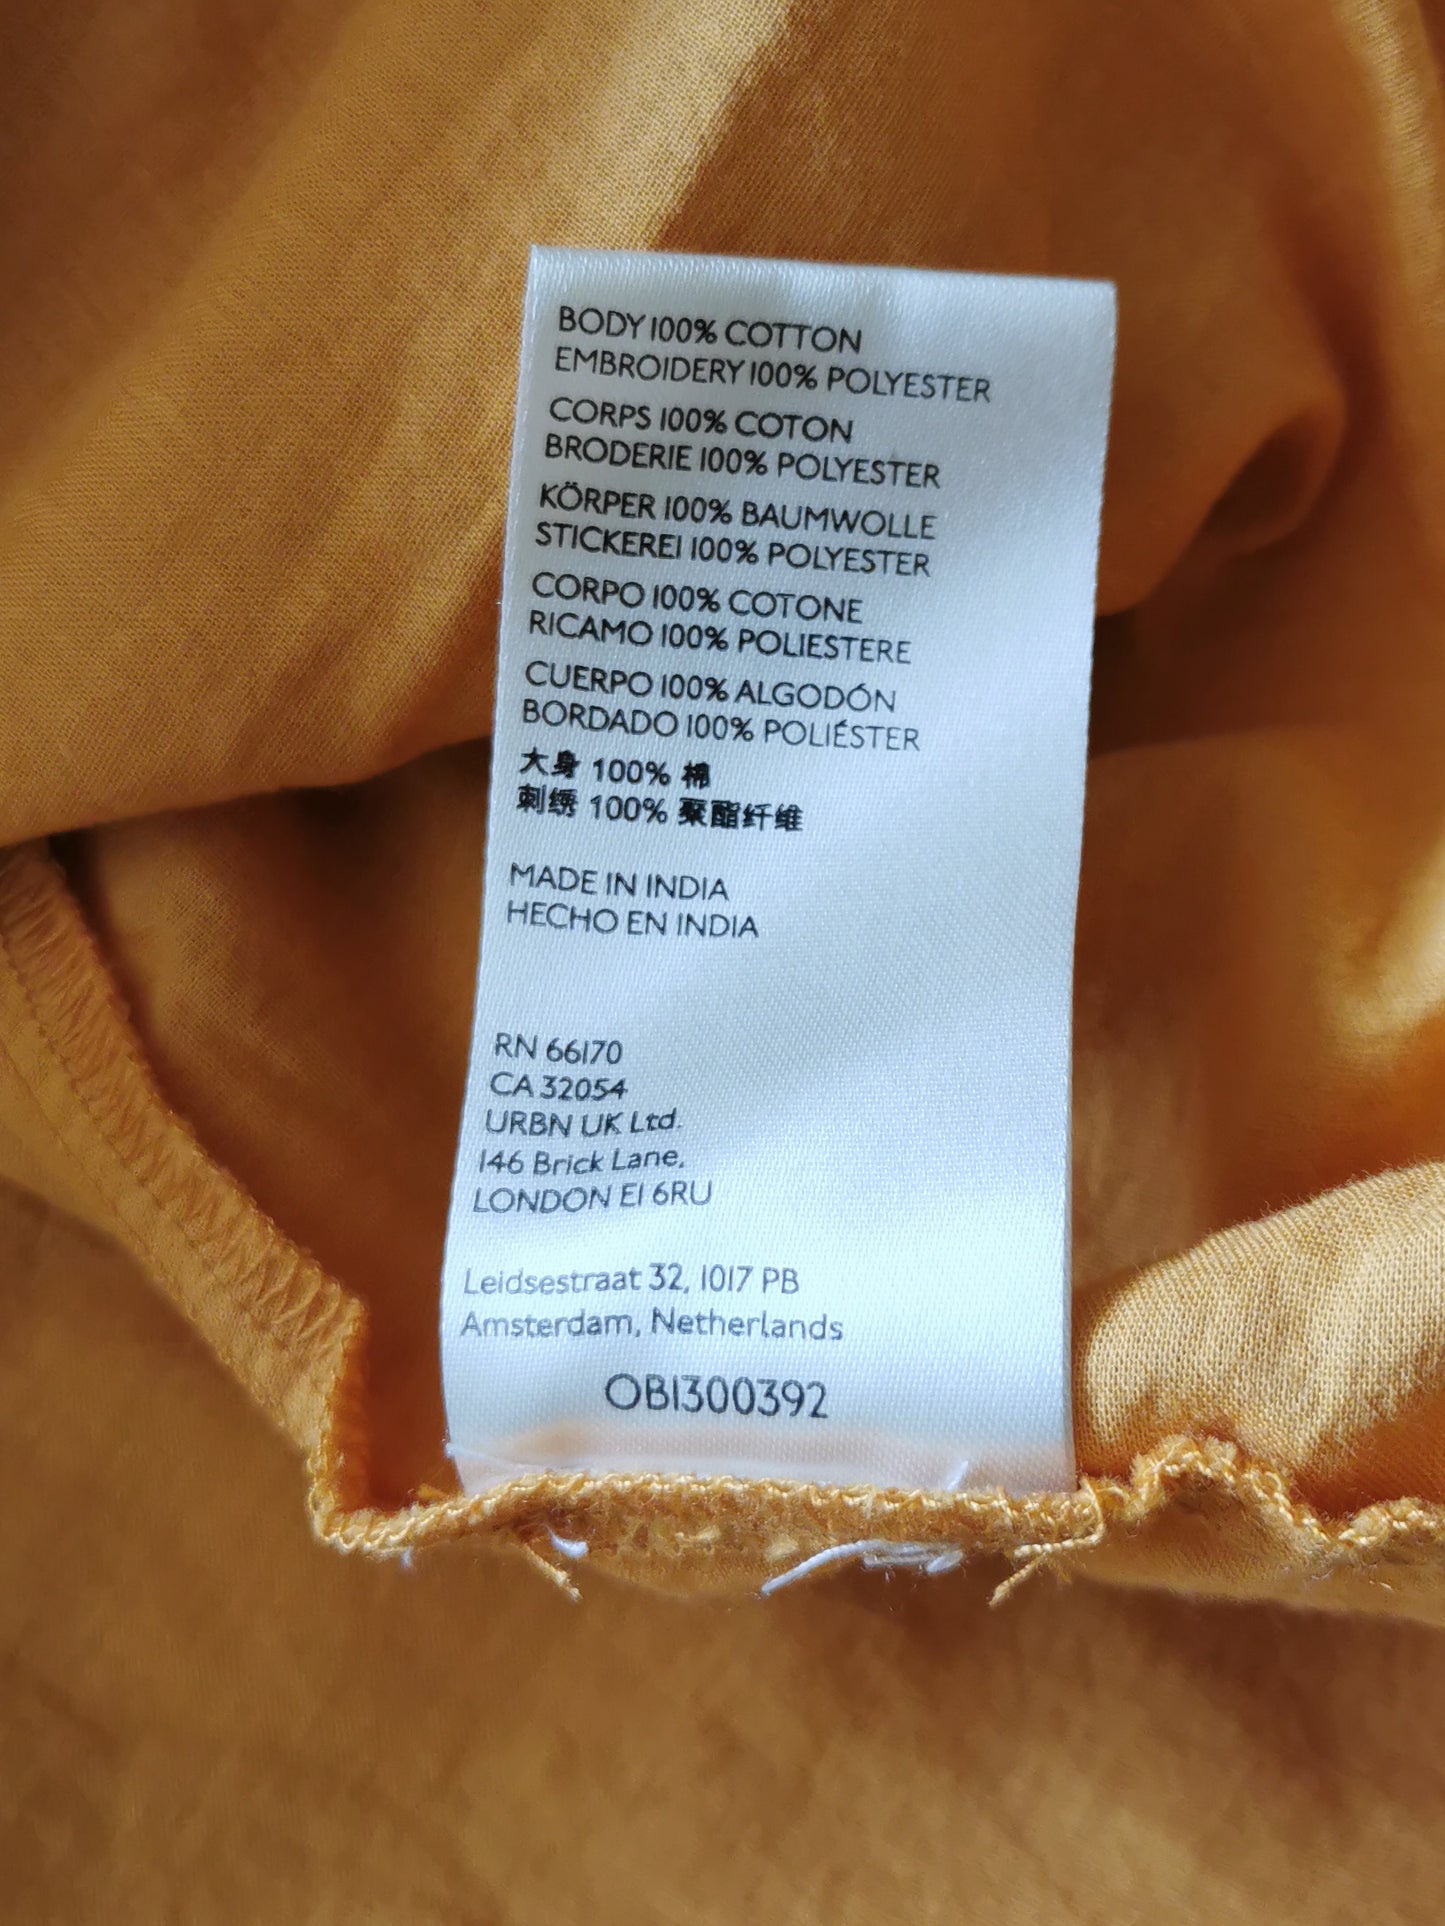 BODY 100% COTTON
EMBROIDERY 100% POLYESTER
CORPS 100% COTON
BRODERIE 100% POLYESTER
KÖRPER 100% BAUMWOLLE
STICKEREI 100% POLYESTER
CORPO 100% COTONE
RICAMO 100% POLIESTERE
CUERPO 100% ALGODÓN
BORDADO 100% POLIÉSTER
大身 100% 棉
刺绣 100% 聚酯纤维
MADE IN INDIA
HECHO EN INDIA
RN 66170
CA 32054
URBN UK Ltd.
146 Brick Lane,
LONDON E1 6RU
Leidsestraat 32, 1017 PB
Amsterdam, Netherlands
OB1300392